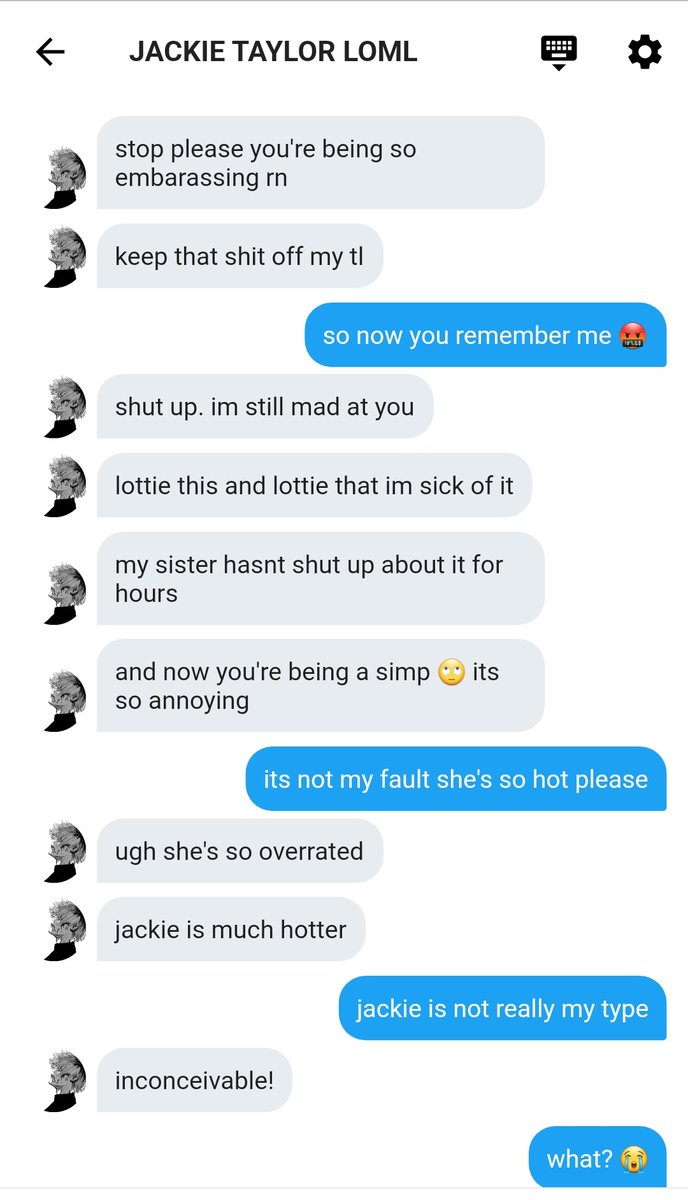 JACKIE TAYLOR LOML
stop please you're being so
embarassing rn
keep that shit off my tl
so now you remember me 🤬
shut up. im still mad at you
lottie this and lottie that im sick of it
my sister hasnt shut up about it for
hours
and now you're being a simp 🙄 its
so annoying
its not my fault she's so hot please
ugh she's so overrated
jackie is much hotter
jackie is not really my type
inconceivable!
what? 😭